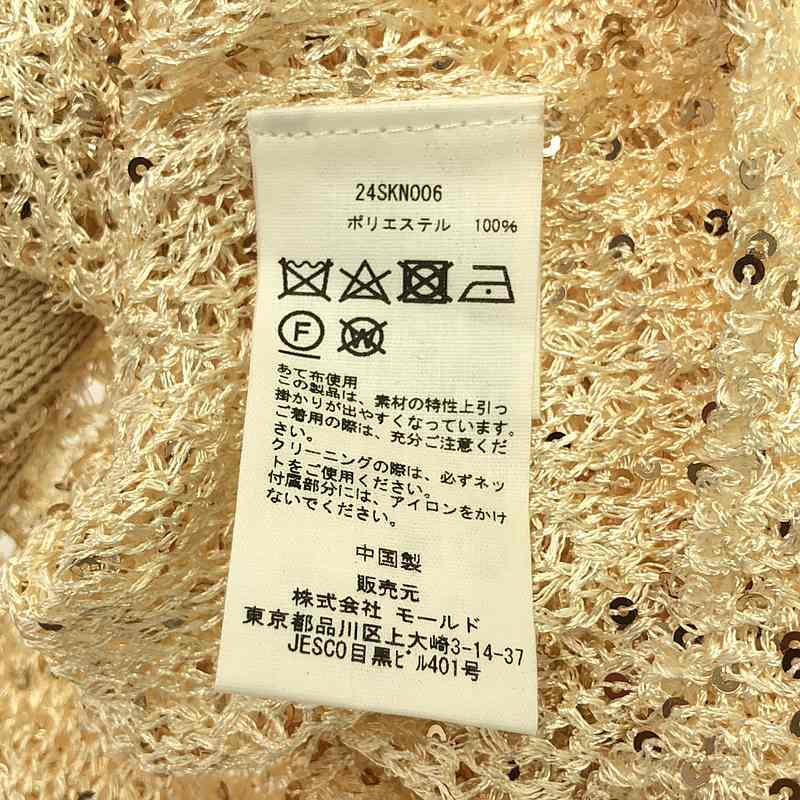 24SKN006
ポリエステル 100%
F W
あて布使用
この製品は、素材の特性上引っ
掛かりが出やすくなっています。
ご着用の際は、充分ご注意くだ
さい。
クリーニングの際は、必ずネッ
トをご使用ください。
付属部分には、アイロンをかけ
ないでください。
中国製
販売元
株式会社 モールド
東京都品川区上大崎3-14-37
JESCO目黒ビル401号